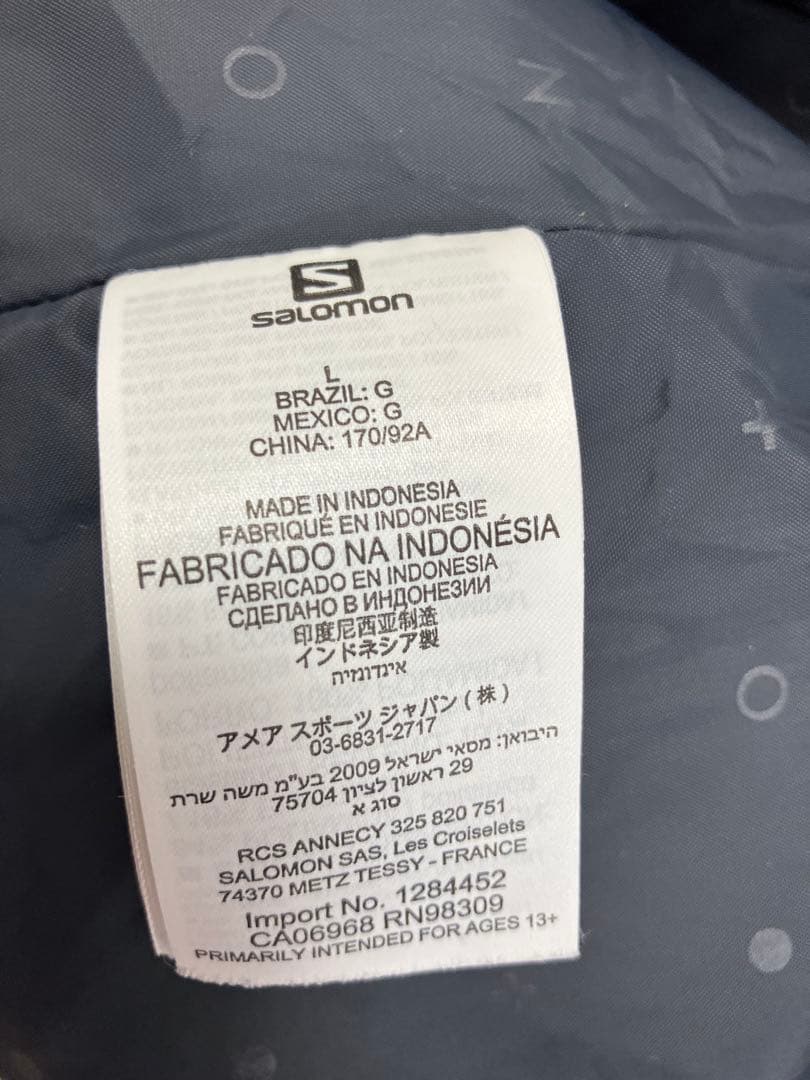 salomon
L
BRAZIL: G
MEXICO: G
CHINA: 170/92A
MADE IN INDONESIA
FABRIQUÉ EN INDONESIE
FABRICADO NA INDONÉSIA
FABRICADO EN INDONESIA
СДЕЛАНО В ИНДОНЕЗИИ
印度尼西亚制造
インドネシア製
אינדונזיה
アメア スポーツ ジャパン ( 株 )
03-6831-2717
היבואן: מסאי ישראל 2009 בע"מ משה שרת
29 ראשון לציון 75704
סוג א
RCS ANNECY 325 820 751
SALOMON SAS, Les Croiselets
74370 METZ TESSY - FRANCE
Import No. 1284452
CA06968 RN98309
PRIMARILY INTENDED FOR AGES 13+